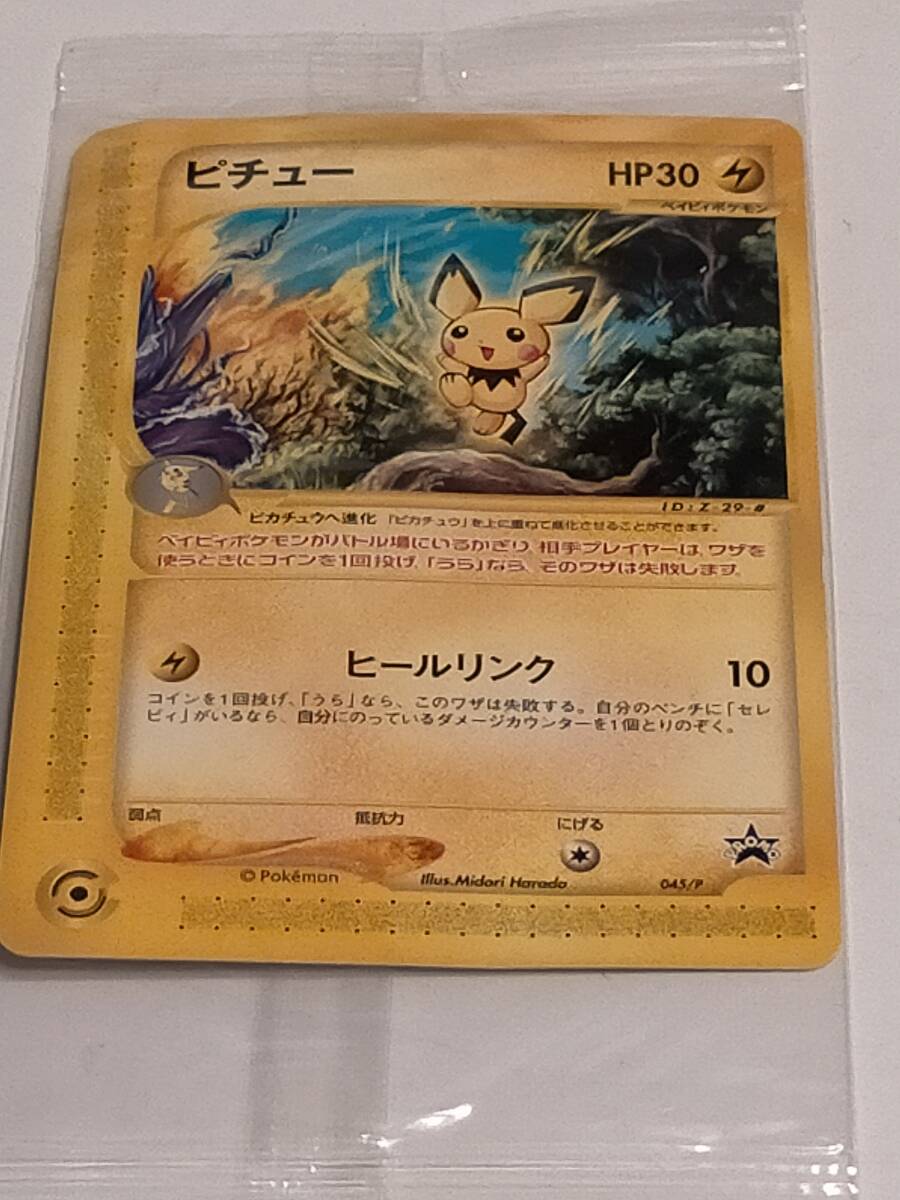 ピチュー
HP30
ベイビィポケモン
ID:Z-29-#
ピカチュウへ進化 「ピカチュウ」を上に重ねて進化させることができます。
ベイビィポケモンがバトル場にいるかぎり、相手プレイヤーは、ワザを
使うときにコインを1回投げ、「うら」なら、そのワザは失敗します。
ヒールリンク 10
コインを1回投げ、「うら」なら、このワザは失敗する。自分のベンチに「セレ
ビィ」がいるなら、自分にのっているダメージカウンターを1個とりのぞく。
弱点 抵抗力 にげる
PROMO
©Pokémon Illus.Midori Harada 045/P